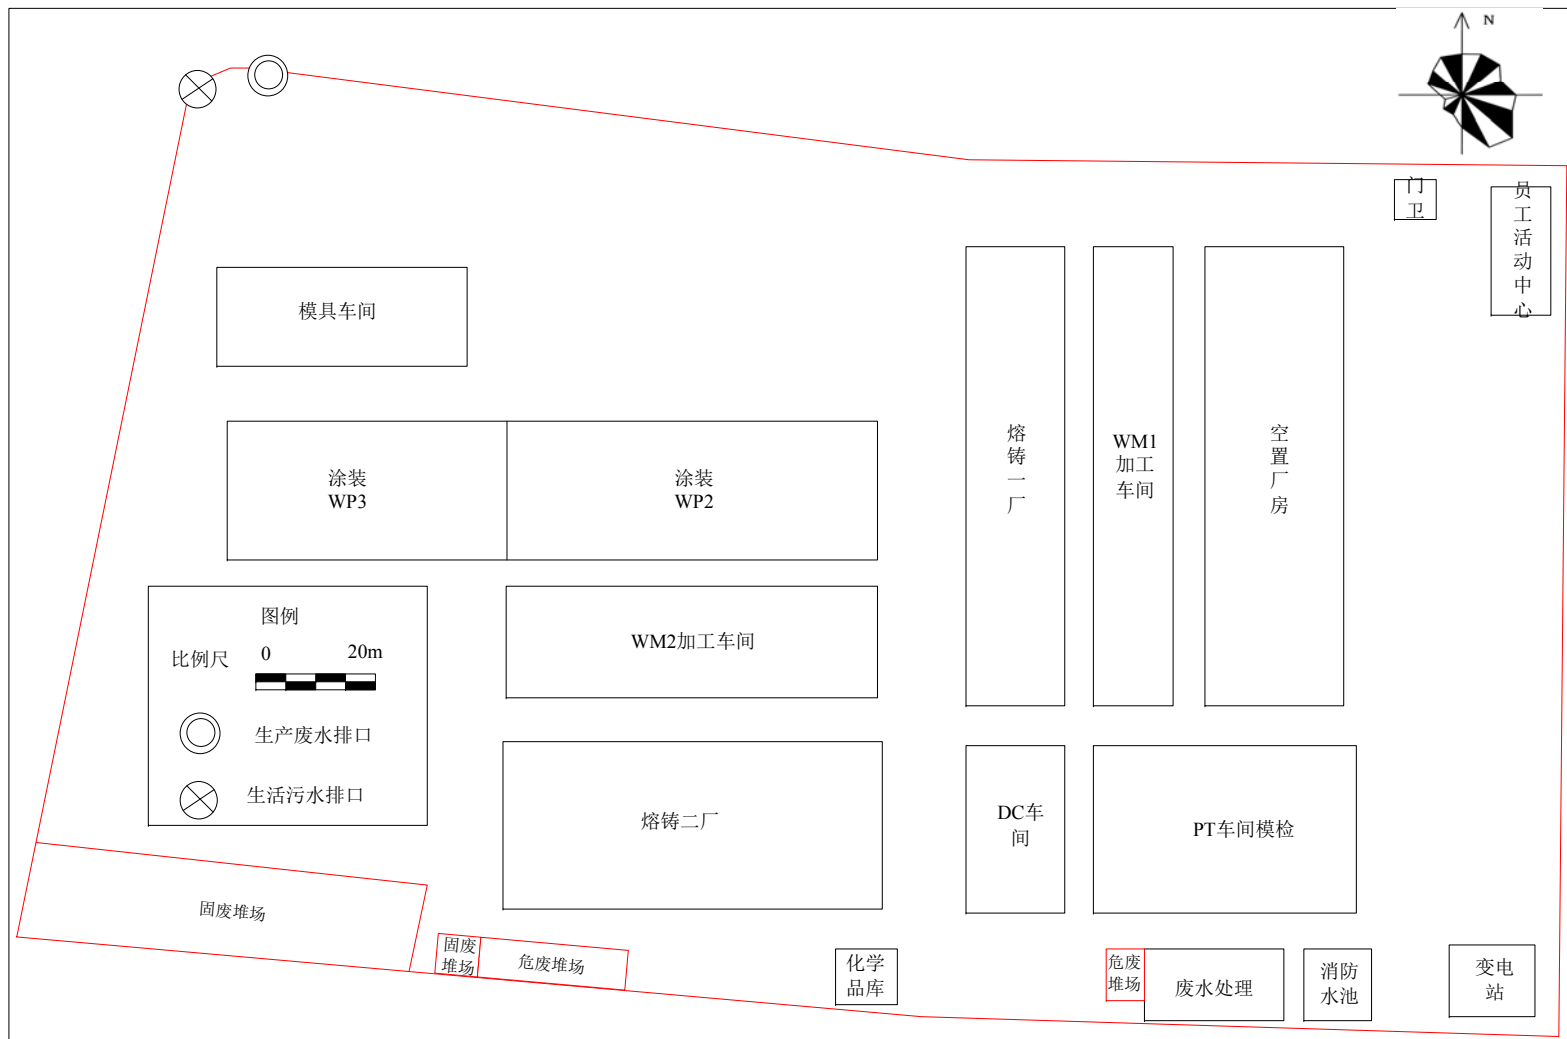 N
门
卫
员
工
活
动
中
心
模具车间
涂装
WP3
涂装
WP2
熔
铸
一
厂
WM1
加工
车间
空
置
厂
房
图例
比例尺
0
20m
生产废水排口
生活污水排口
WM2加工车间
熔铸二厂
DC车
间
PT车间模检
固废堆场
固废
堆场
危废堆场
化学
品库
危废
堆场
废水处理
消防
水池
变电
站